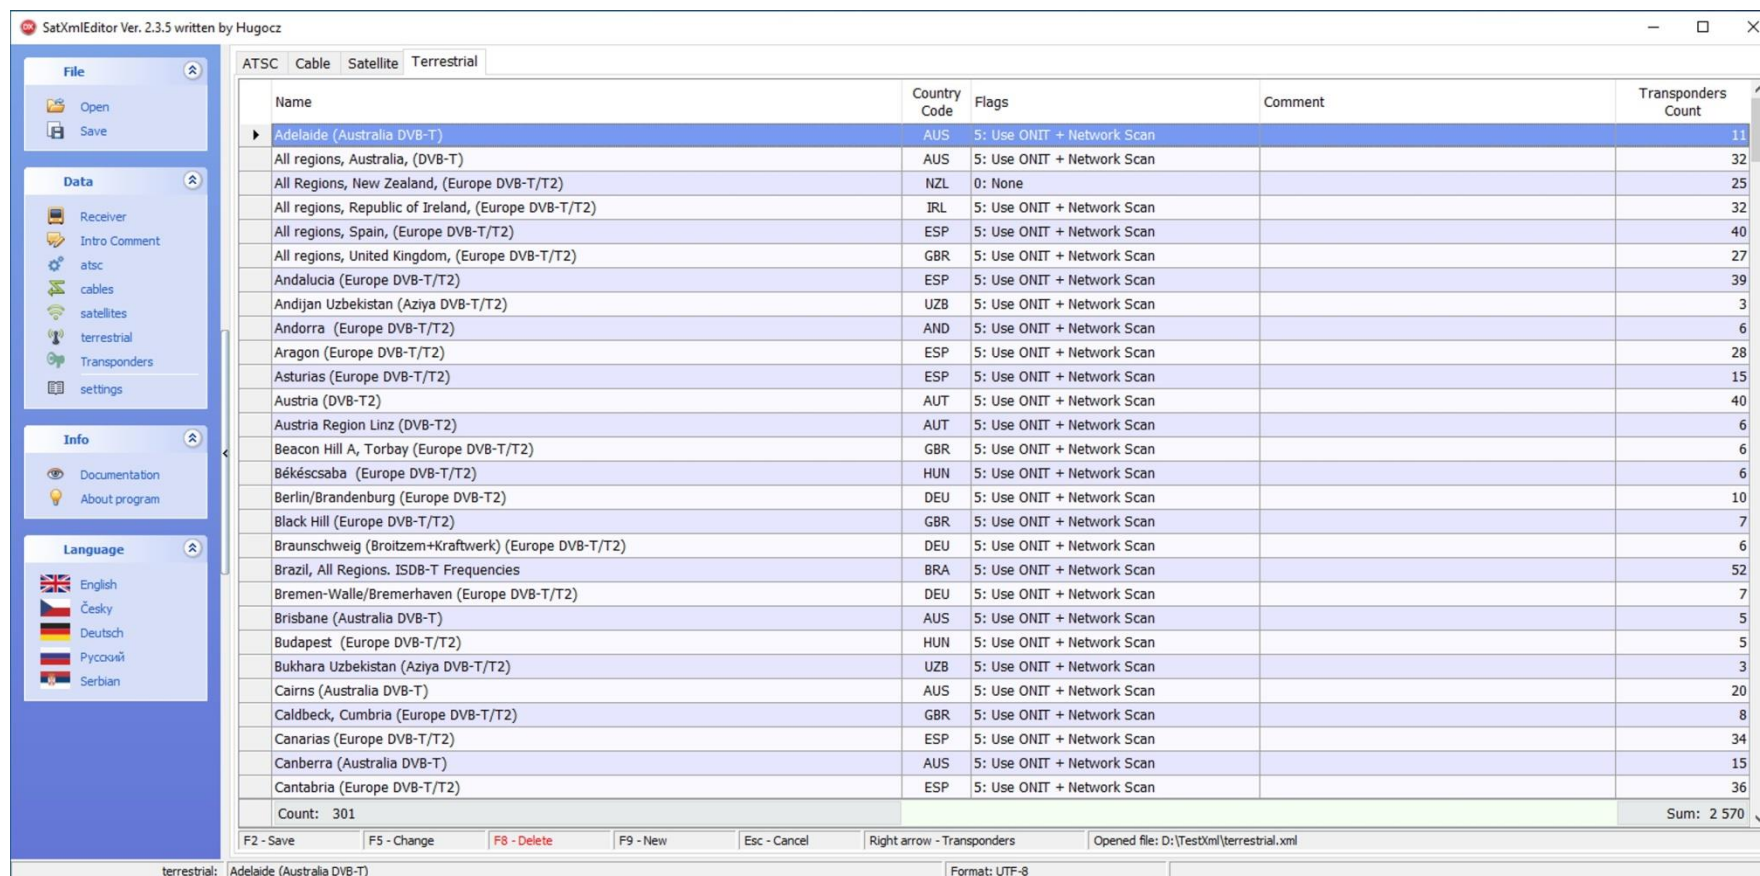 SatXmlEditor Ver. 2.3.5 written by Hugocz
File
Open
Save
Data
Receiver
Intro Comment
atsc
cables
satellites
terrestrial
Transponders
settings
Info
Documentation
About program
Language
English
Česky
Deutsch
Русский
Serbian
ATSC Cable Satellite Terrestrial
Name Country Code Flags Comment Transponders Count
Adelaide (Australia DVB-T) AUS 5: Use ONIT + Network Scan 11
All regions, Australia, (DVB-T) AUS 5: Use ONIT + Network Scan 32
All Regions, New Zealand, (Europe DVB-T/T2) NZL 0: None 25
All regions, Republic of Ireland, (Europe DVB-T/T2) IRL 5: Use ONIT + Network Scan 32
All regions, Spain, (Europe DVB-T/T2) ESP 5: Use ONIT + Network Scan 40
All regions, United Kingdom, (Europe DVB-T/T2) GBR 5: Use ONIT + Network Scan 27
Andalucia (Europe DVB-T/T2) ESP 5: Use ONIT + Network Scan 39
Andijan Uzbekistan (Aziya DVB-T/T2) UZB 5: Use ONIT + Network Scan 3
Andorra (Europe DVB-T/T2) AND 5: Use ONIT + Network Scan 6
Aragon (Europe DVB-T/T2) ESP 5: Use ONIT + Network Scan 28
Asturias (Europe DVB-T/T2) ESP 5: Use ONIT + Network Scan 15
Austria (DVB-T2) AUT 5: Use ONIT + Network Scan 40
Austria Region Linz (DVB-T2) AUT 5: Use ONIT + Network Scan 6
Beacon Hill A, Torbay (Europe DVB-T/T2) GBR 5: Use ONIT + Network Scan 6
Békéscsaba (Europe DVB-T/T2) HUN 5: Use ONIT + Network Scan 6
Berlin/Brandenburg (Europe DVB-T2) DEU 5: Use ONIT + Network Scan 10
Black Hill (Europe DVB-T/T2) GBR 5: Use ONIT + Network Scan 7
Braunschweig (Broitzem+Kraftwerk) (Europe DVB-T/T2) DEU 5: Use ONIT + Network Scan 6
Brazil, All Regions. ISDB-T Frequencies BRA 5: Use ONIT + Network Scan 52
Bremen-Walle/Bremerhaven (Europe DVB-T/T2) DEU 5: Use ONIT + Network Scan 7
Brisbane (Australia DVB-T) AUS 5: Use ONIT + Network Scan 5
Budapest (Europe DVB-T/T2) HUN 5: Use ONIT + Network Scan 5
Bukhara Uzbekistan (Aziya DVB-T/T2) UZB 5: Use ONIT + Network Scan 3
Cairns (Australia DVB-T) AUS 5: Use ONIT + Network Scan 20
Caldbeck, Cumbria (Europe DVB-T/T2) GBR 5: Use ONIT + Network Scan 8
Canarias (Europe DVB-T/T2) ESP 5: Use ONIT + Network Scan 34
Canberra (Australia DVB-T) AUS 5: Use ONIT + Network Scan 15
Cantabria (Europe DVB-T/T2) ESP 5: Use ONIT + Network Scan 36
Count: 301 Sum: 2 570
F2 - Save F5 - Change F8 - Delete F9 - New Esc - Cancel Right arrow - Transponders Opened file: D:\TestXml\terrestrial.xml
terrestrial: Adelaide (Australia DVB-T) Format: UTF-8